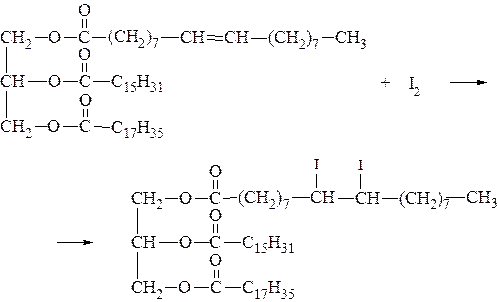 O O
CH₂–O–C–(CH₂)₇–CH=CH–(CH₂)₇–CH₃
O
CH–O–C–C₁₅H₃₁ + I₂ →
O
CH₂–O–C–C₁₇H₃₅
I I
O
CH₂–O–C–(CH₂)₇–CH–CH–(CH₂)₇–CH₃
O
→ CH–O–C–C₁₅H₃₁
O
CH₂–O–C–C₁₇H₃₅